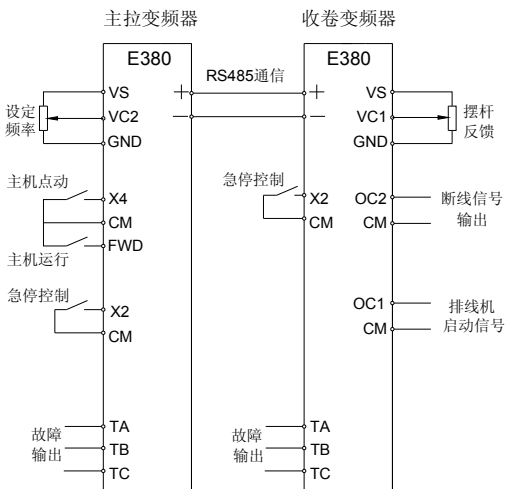 主拉变频器
收卷变频器
E380
E380
RS485通信
VS
VC2
GND
设定
频率
+
−
+
−
VS
VC1
GND
摆杆
反馈
主机点动
X4
CM
FWD
主机运行
急停控制
X2
CM
急停控制
X2
CM
OC2
CM
断线信号
输出
OC1
CM
排线机
启动信号
故障
输出
TA
TB
TC
故障
输出
TA
TB
TC